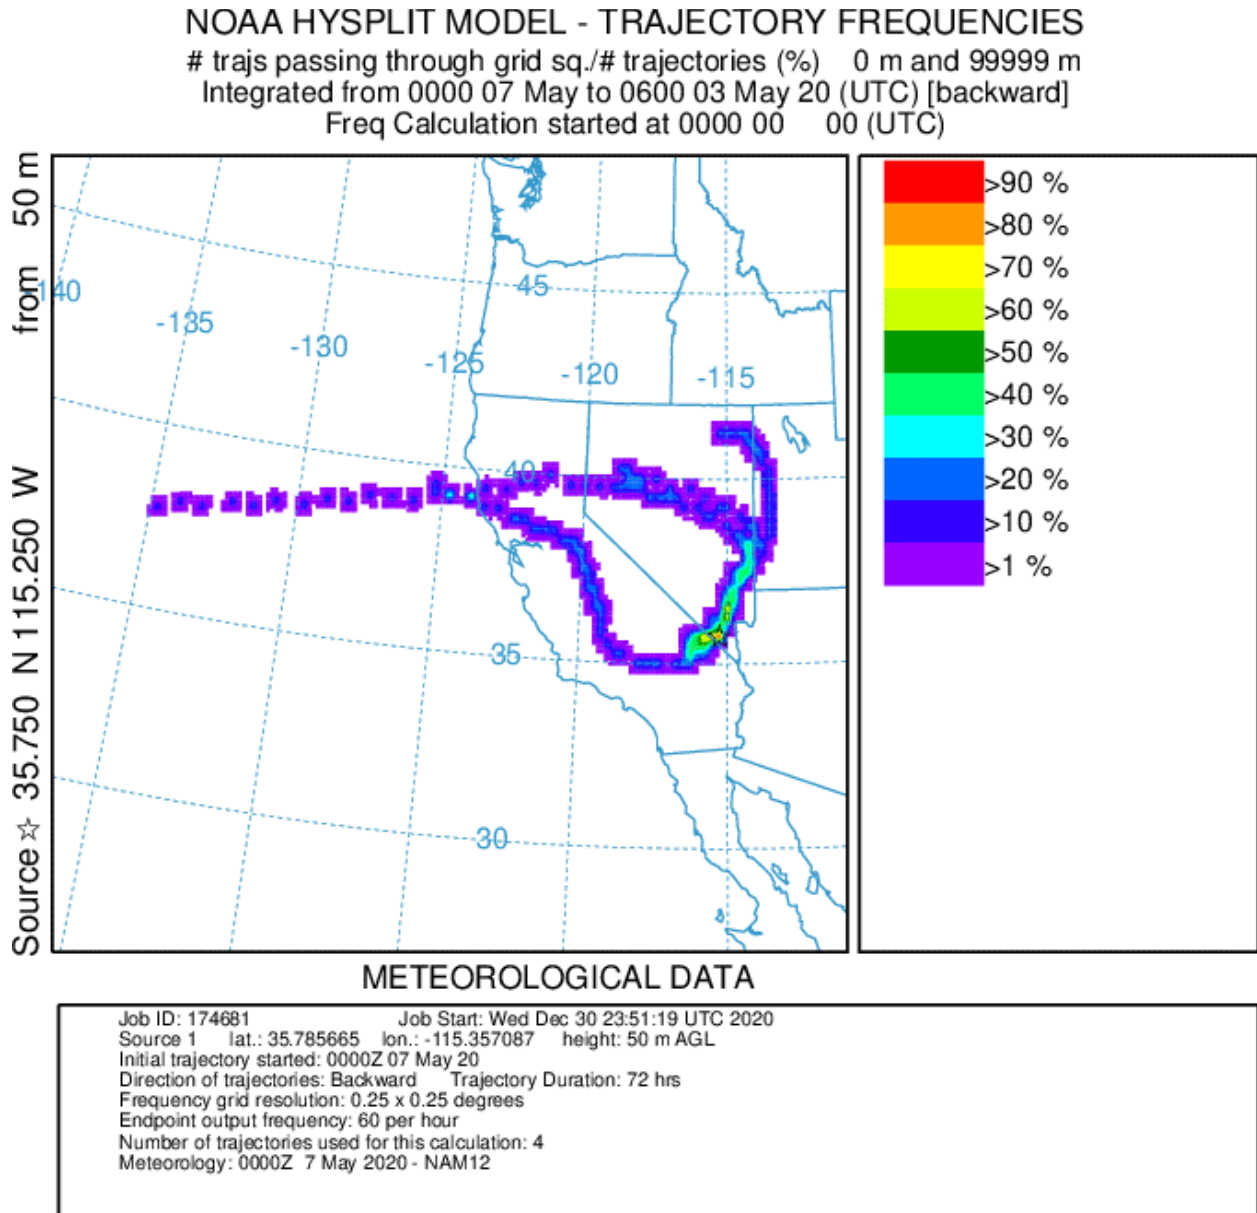 NOAA HYSPLIT MODEL - TRAJECTORY FREQUENCIES
# trajs passing through grid sq./# trajectories (%) 0 m and 99999 m
Integrated from 0000 07 May to 0600 03 May 20 (UTC) [backward]
Freq Calculation started at 0000 00 00 (UTC)
Source ☆ 35.750 N 115.250 W from 50 m
140
-135
-130
-125
-120
-115
45
40
35
30
>90 %
>80 %
>70 %
>60 %
>50 %
>40 %
>30 %
>20 %
>10 %
>1 %
METEOROLOGICAL DATA
Job ID: 174681 Job Start: Wed Dec 30 23:51:19 UTC 2020
Source 1 lat.: 35.785665 lon.: -115.357087 height: 50 m AGL
Initial trajectory started: 0000Z 07 May 20
Direction of trajectories: Backward Trajectory Duration: 72 hrs
Frequency grid resolution: 0.25 x 0.25 degrees
Endpoint output frequency: 60 per hour
Number of trajectories used for this calculation: 4
Meteorology: 0000Z 7 May 2020 - NAM12